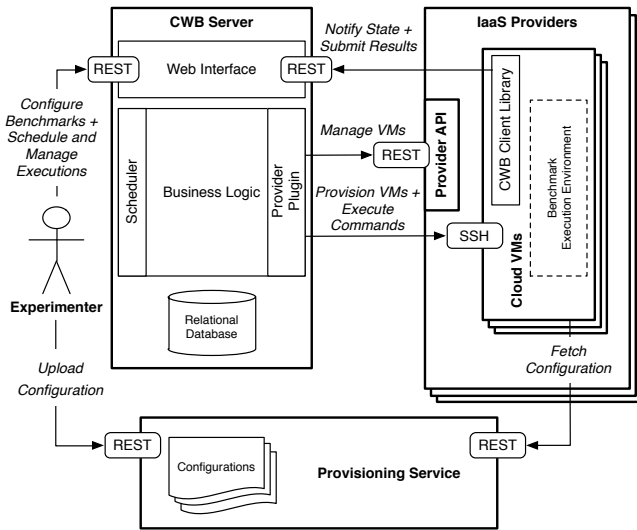 CWB Server
IaaS Providers
Notify State +
Submit Results
REST
Web Interface
REST
Configure
Benchmarks +
Schedule and
Manage
Executions
Scheduler
Business Logic
Provider
Plugin
Manage VMs
REST
Provider API
Provision VMs +
Execute
Commands
SSH
CWB Client Library
Benchmark
Execution Environment
Cloud VMs
Experimenter
Relational
Database
Upload
Configuration
Fetch
Configuration
REST
Configurations
Provisioning Service
REST